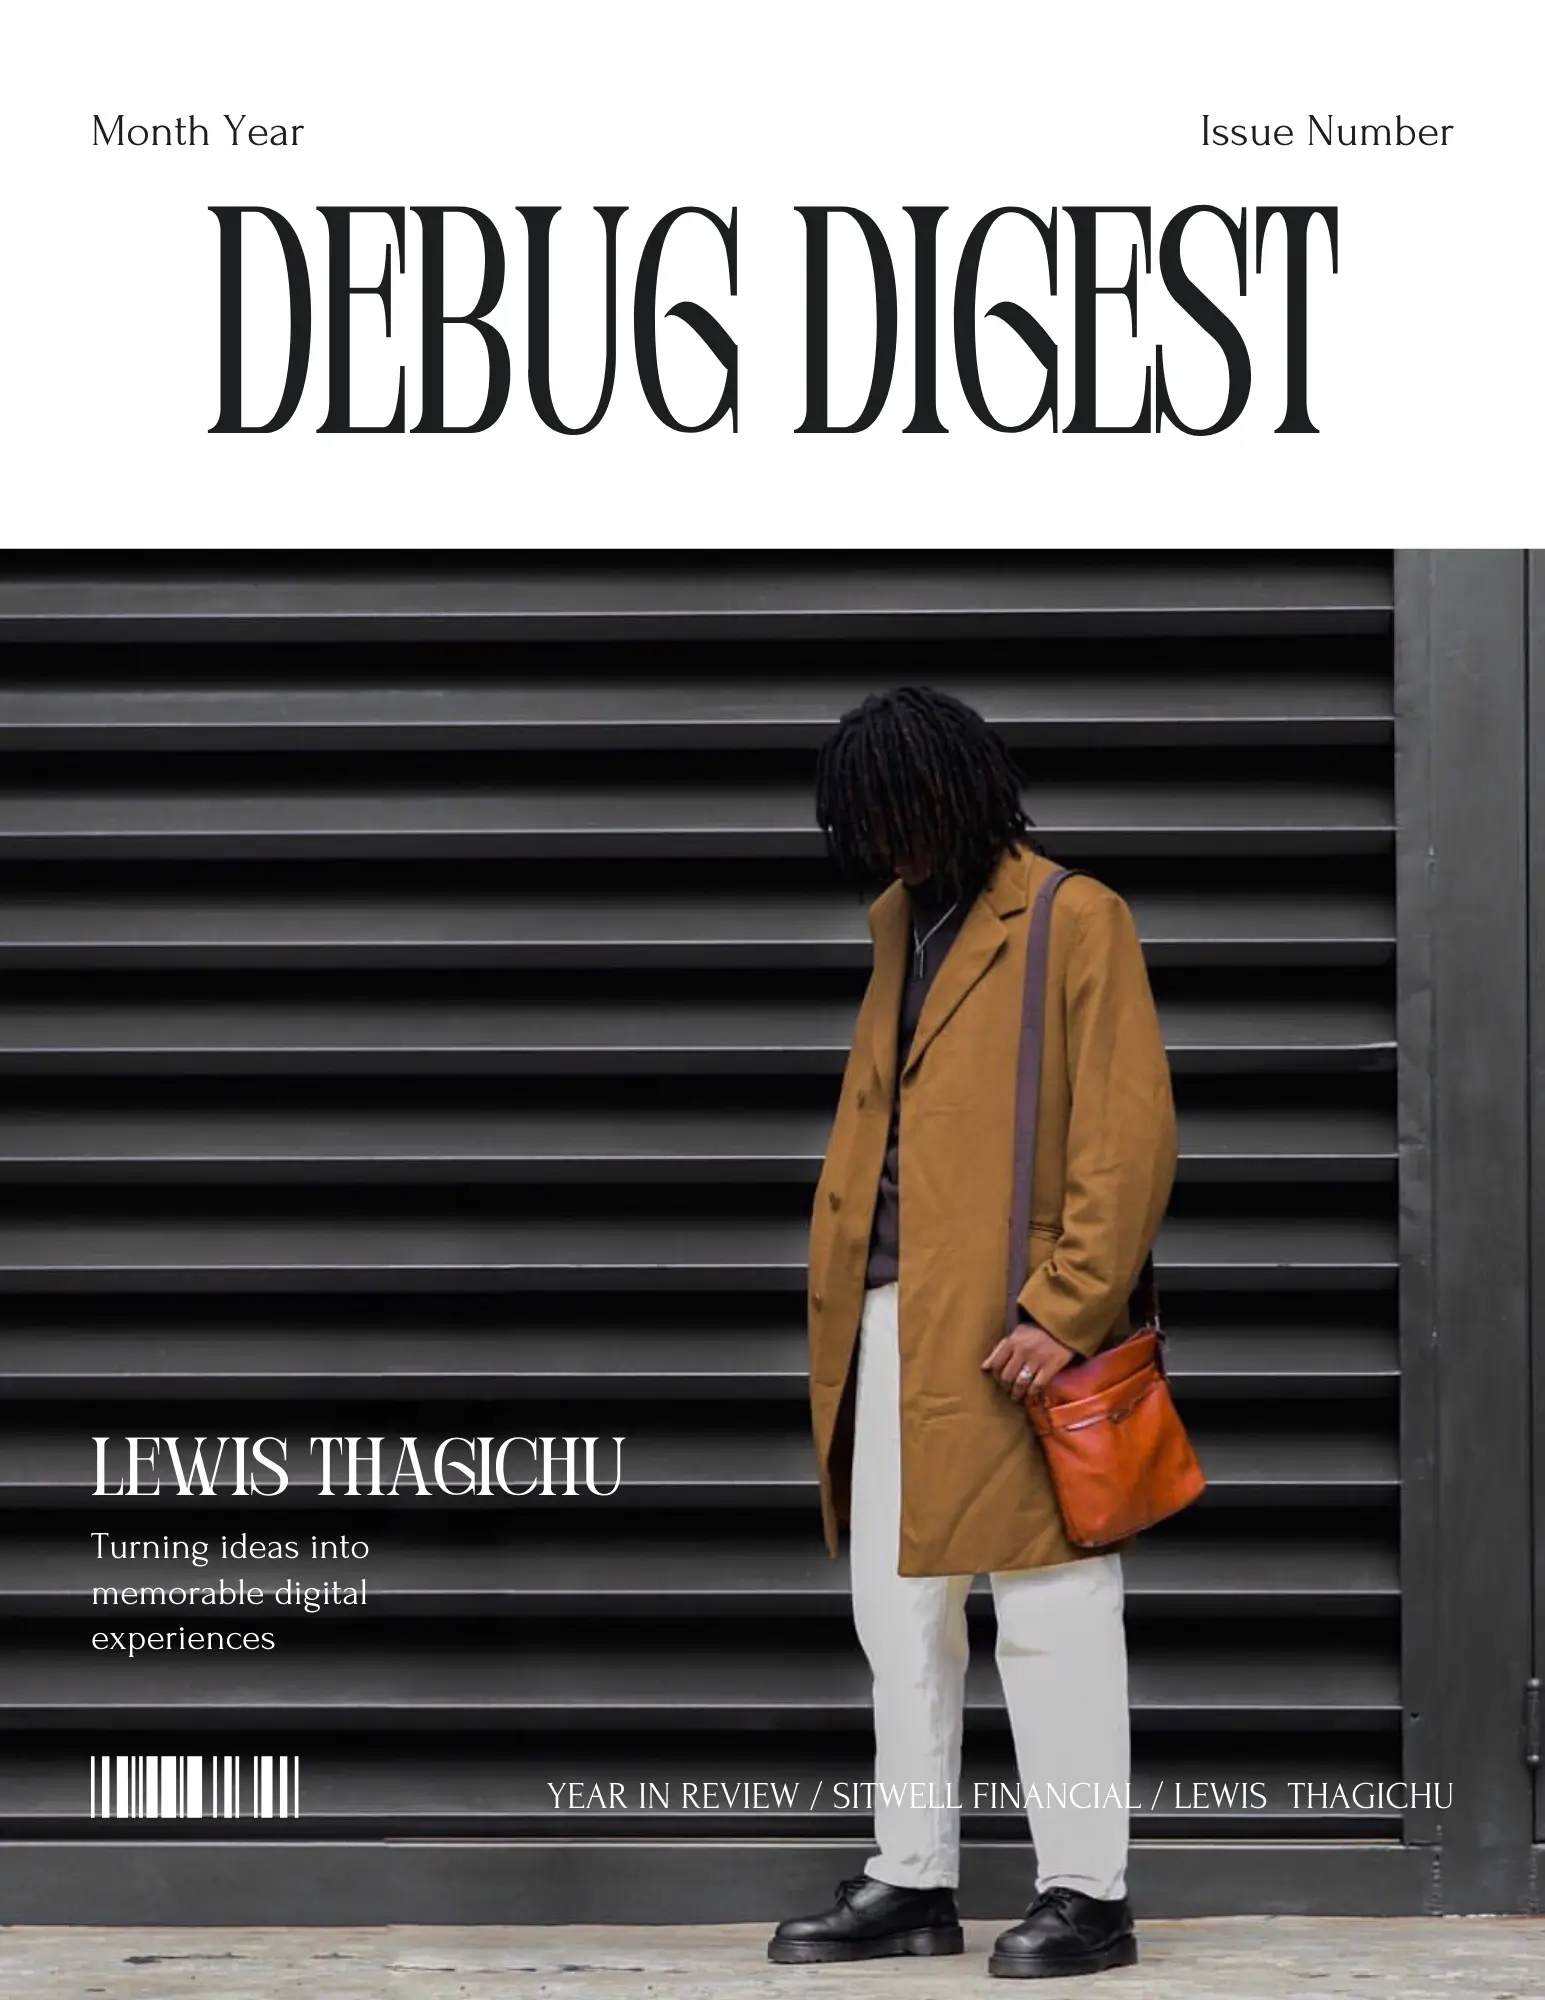 Month Year
Issue Number
DEBUG DIGEST
LEWIS THAGICHU
Turning ideas into
memorable digital
experiences
YEAR IN REVIEW / SITWELL FINANCIAL / LEWIS THAGICHU